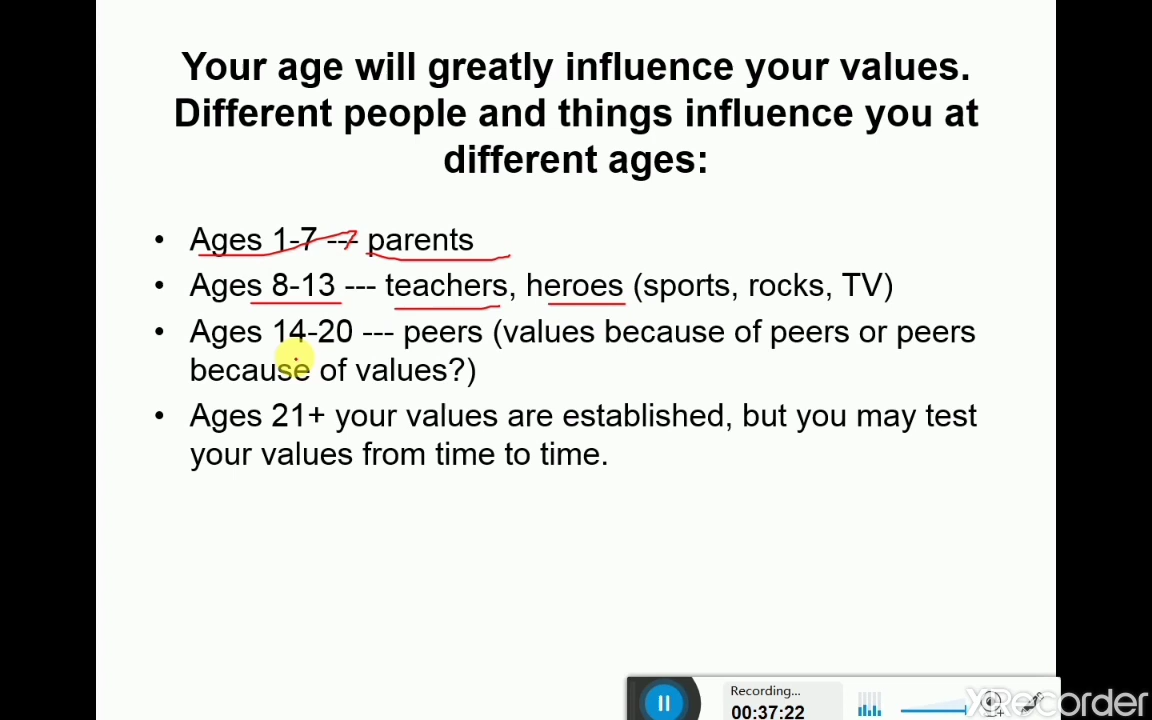 Your age will greatly influence your values.
Different people and things influence you at
different ages:
• Ages 1-7 --- parents
• Ages 8-13 --- teachers, heroes (sports, rocks, TV)
• Ages 14-20 --- peers (values because of peers or peers
because of values?)
• Ages 21+ your values are established, but you may test
your values from time to time.
Recording...
00:37:22
XRecorder